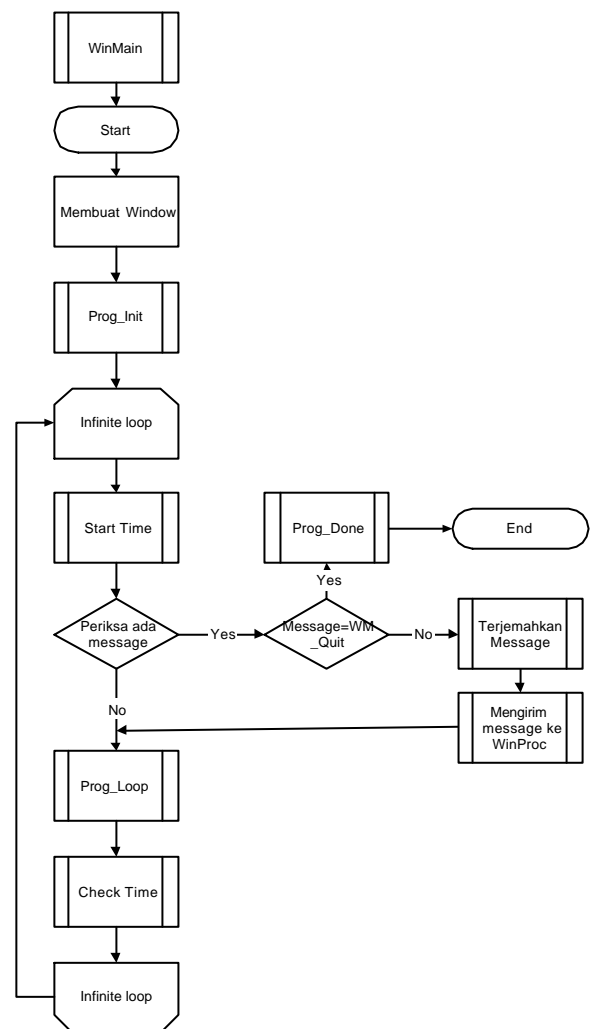 WinMain
Start
Membuat Window
Prog_Init
Infinite loop
Start Time
Prog_Done
End
Yes
Periksa ada
message
Yes
Message=WM
_Quit
No
Terjemahkan
Message
No
Mengirim
message ke
WinProc
Prog_Loop
Check Time
Infinite loop